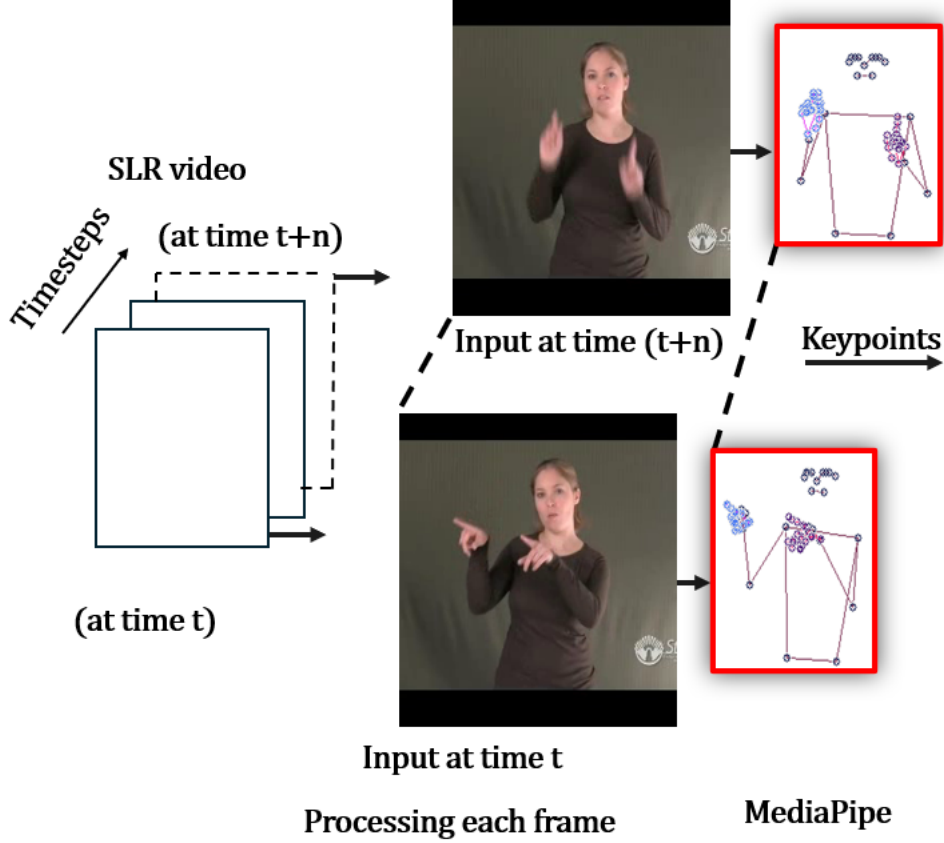 SLR video
Timesteps
(at time t+n)
(at time t)
Input at time (t+n)
Keypoints
Input at time t
Processing each frame
MediaPipe